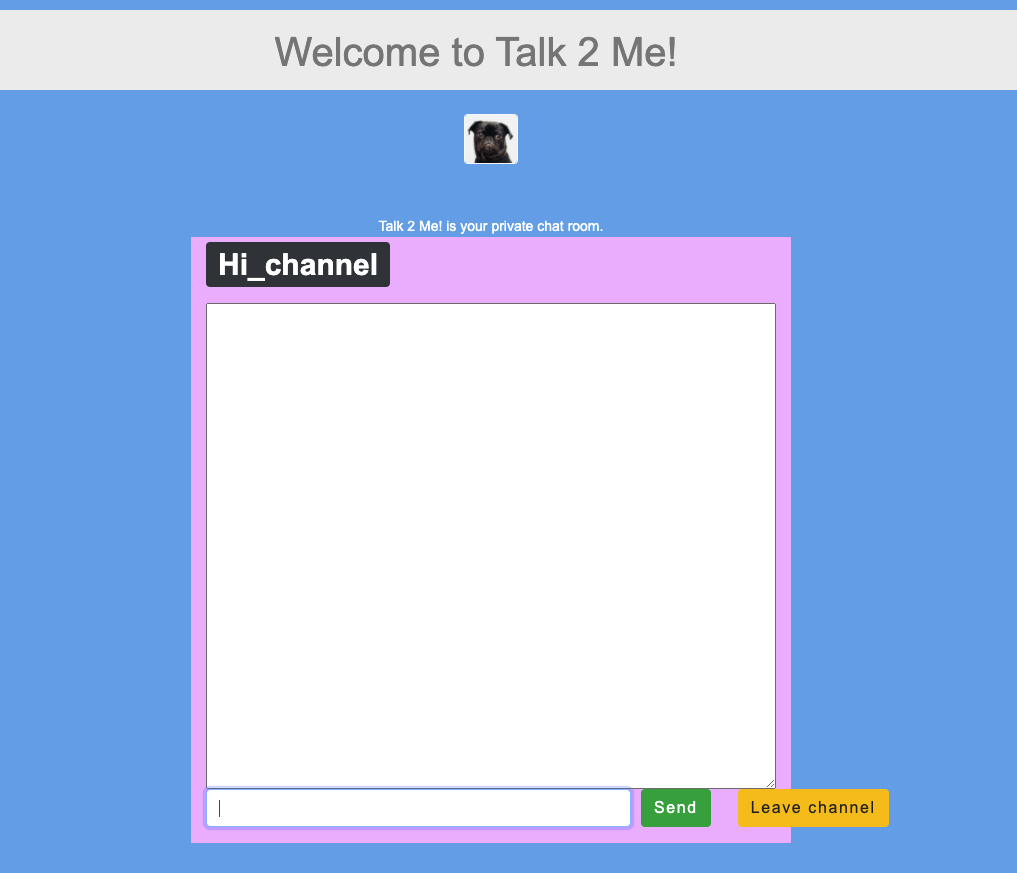 Welcome to Talk 2 Me!
Talk 2 Me! is your private chat room.
Hi_channel
Send Leave channel